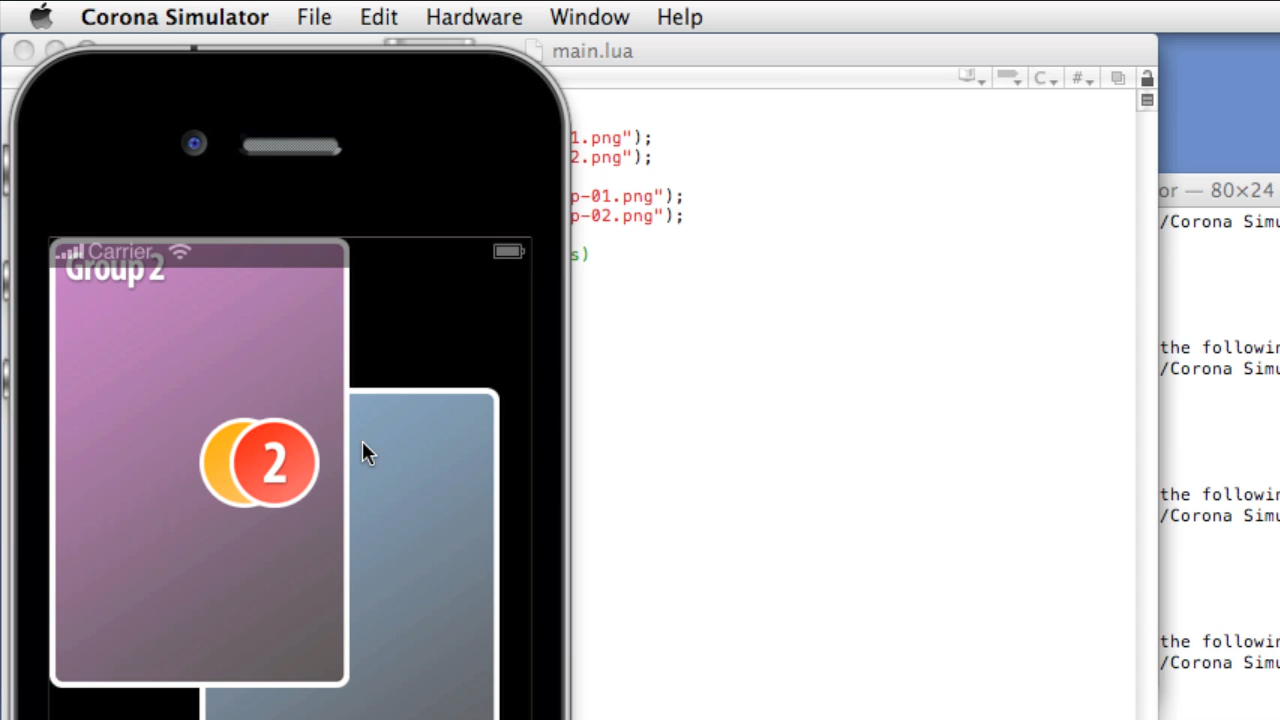 Corona Simulator File Edit Hardware Window Help
main.lua
C #
1.png");
2.png");
p-01.png");
p-02.png");
s)
Carrier
Group 2
2
or — 80×24
/Corona Simu
the followin
/Corona Simu
the followin
/Corona Simu
the followin
/Corona Simu